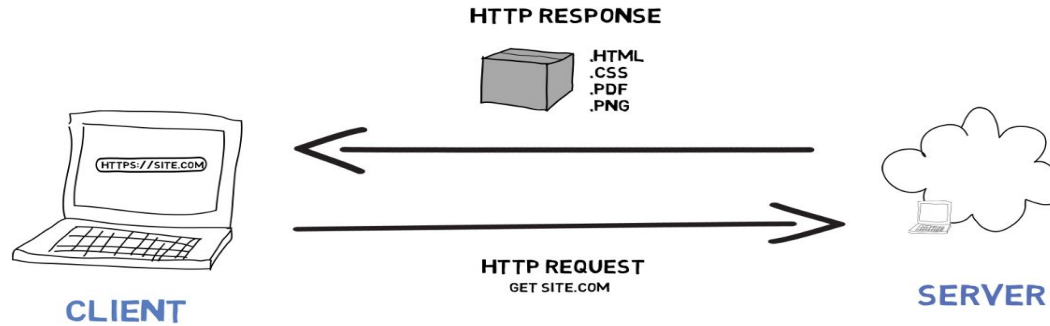 HTTP RESPONSE
.HTML
.CSS
.PDF
.PNG
HTTPS://SITE.COM
HTTP REQUEST
GET SITE.COM
CLIENT
SERVER